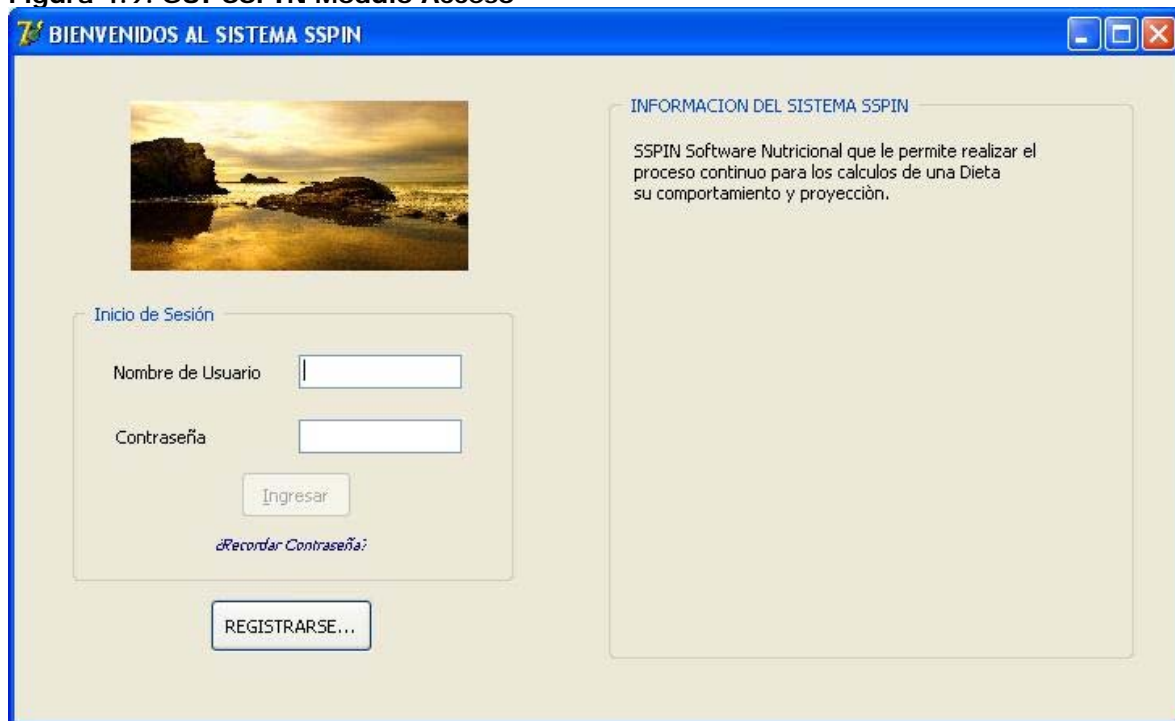 BIENVENIDOS AL SISTEMA SSPIN
INFORMACION DEL SISTEMA SSPIN
SSPIN Software Nutricional que le permite realizar el
proceso continuo para los calculos de una Dieta
su comportamiento y proyecciòn.
Inicio de Sesión
Nombre de Usuario
Contraseña
Ingresar
¿Recordar Contraseña?
REGISTRARSE...